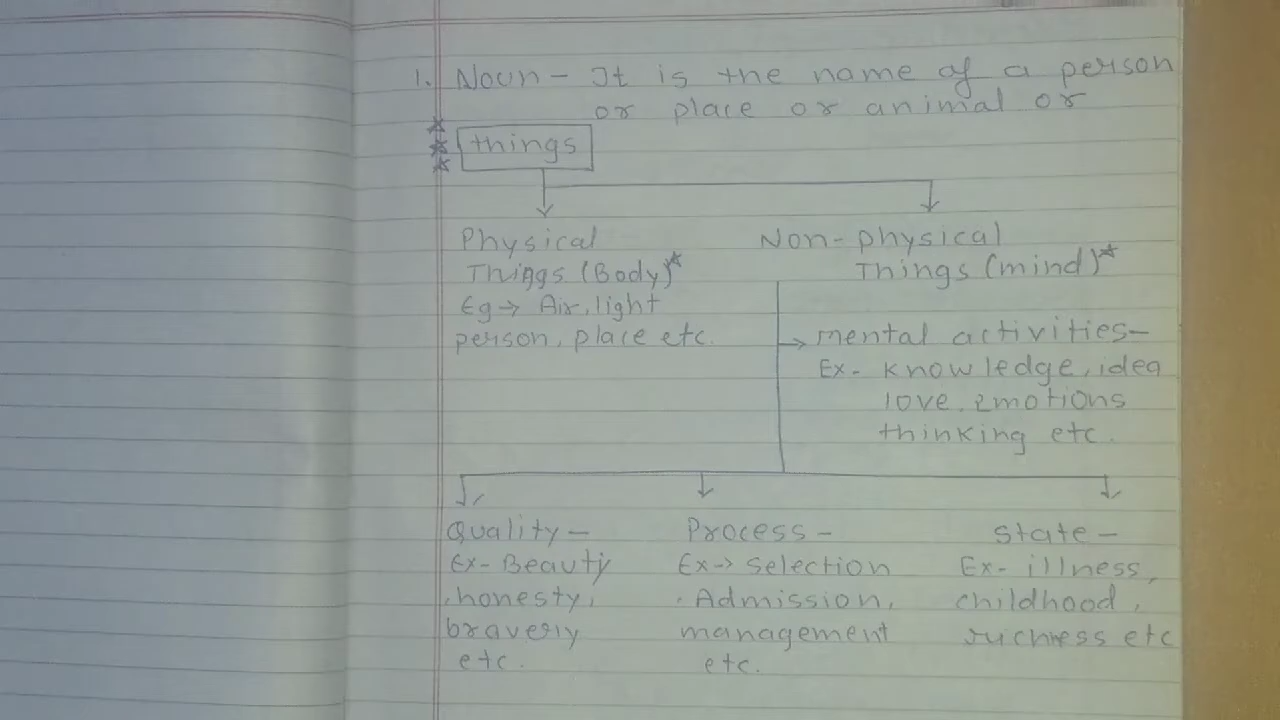 1. Noun - It is the name of a person
or place or animal or
things
Physical
Things (Body)*
Eg → Air, light
person, place etc.
Non-physical
Things (mind)*
→ mental activities-
Ex- knowledge, idea
love, emotions
thinking etc.
Quality -
Ex- Beauty
, honesty,
bravery
etc.
Process -
Ex → Selection
, Admission,
management
etc.
State -
Ex- illness,
childhood,
richness etc